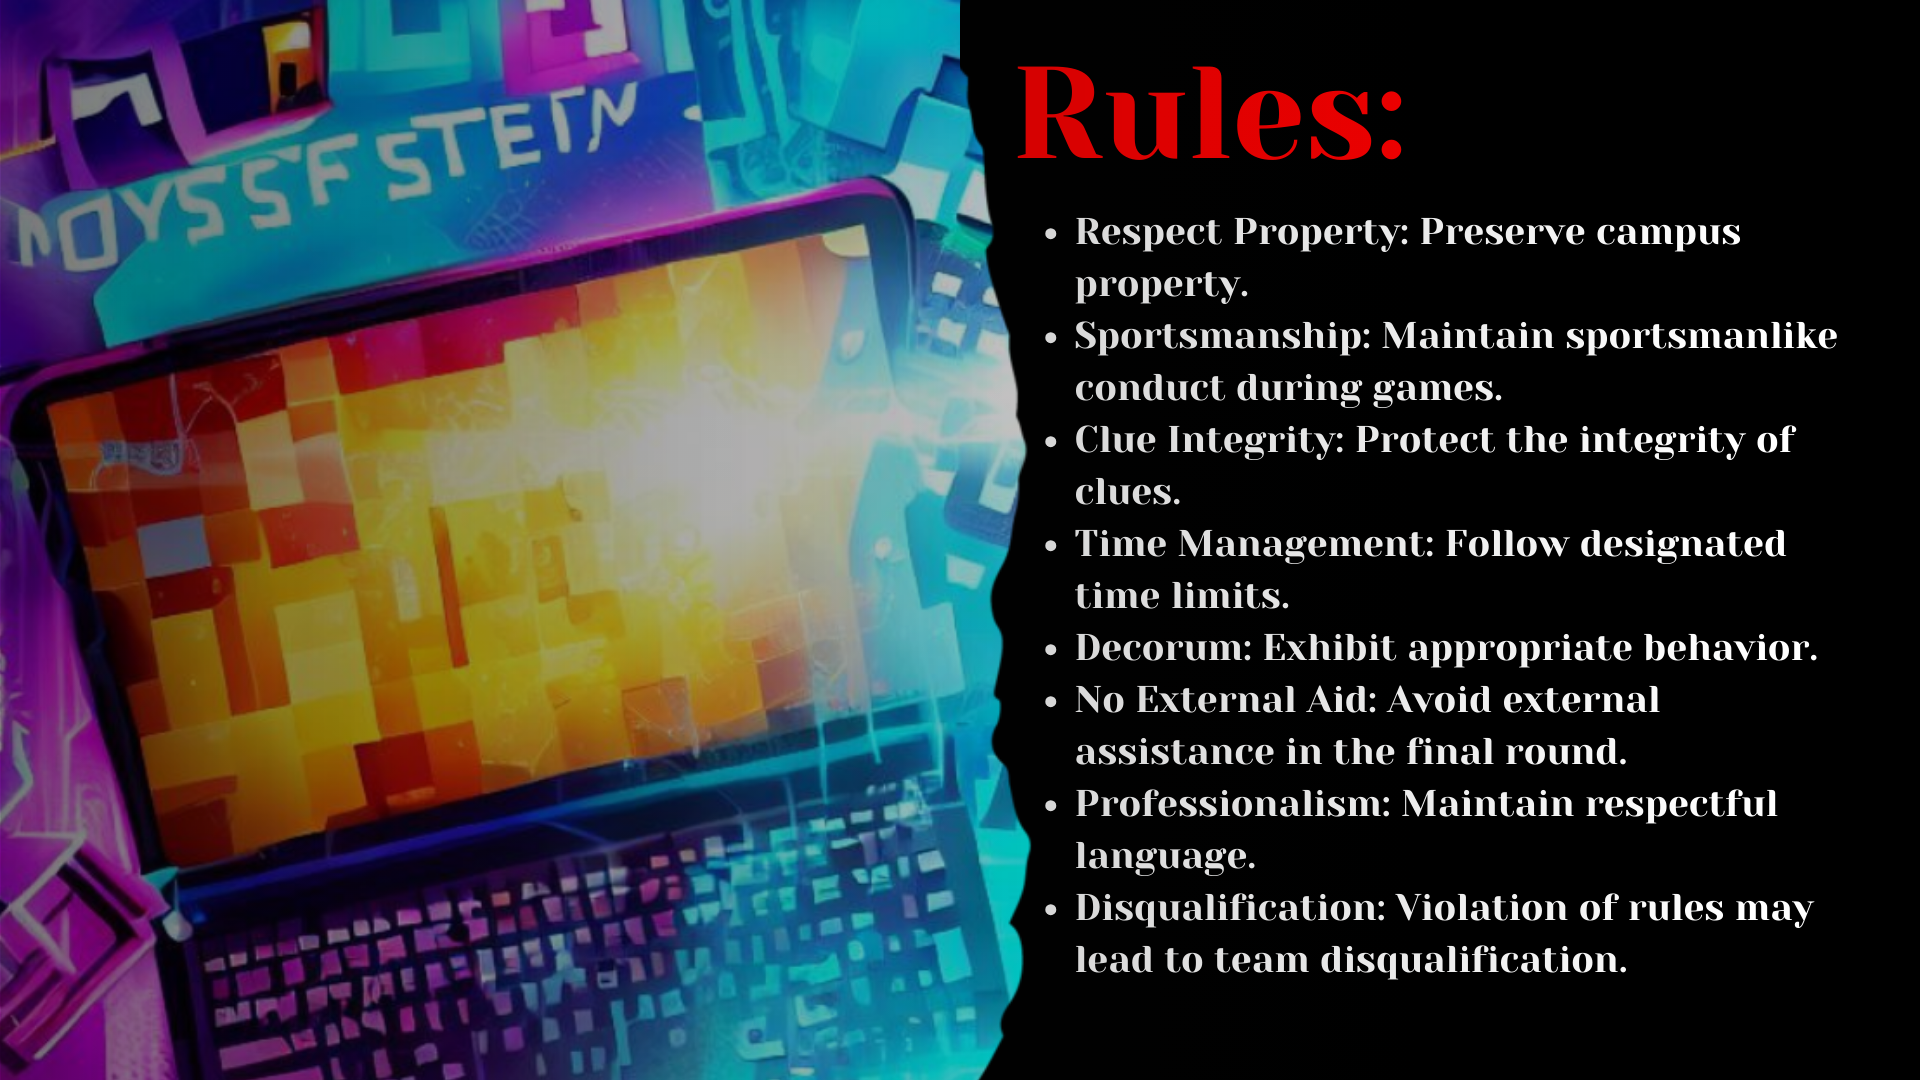 Rules:
• Respect Property: Preserve campus
property.
• Sportsmanship: Maintain sportsmanlike
conduct during games.
• Clue Integrity: Protect the integrity of
clues.
• Time Management: Follow designated
time limits.
• Decorum: Exhibit appropriate behavior.
• No External Aid: Avoid external
assistance in the final round.
• Professionalism: Maintain respectful
language.
• Disqualification: Violation of rules may
lead to team disqualification.